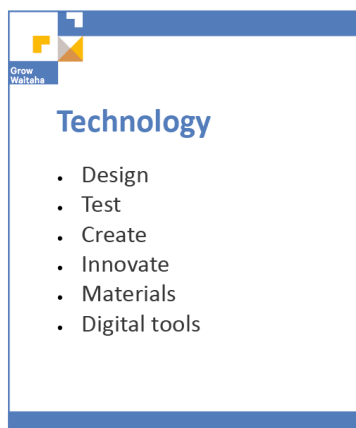 Grow
Waitaha
Technology
• Design
• Test
• Create
• Innovate
• Materials
• Digital tools